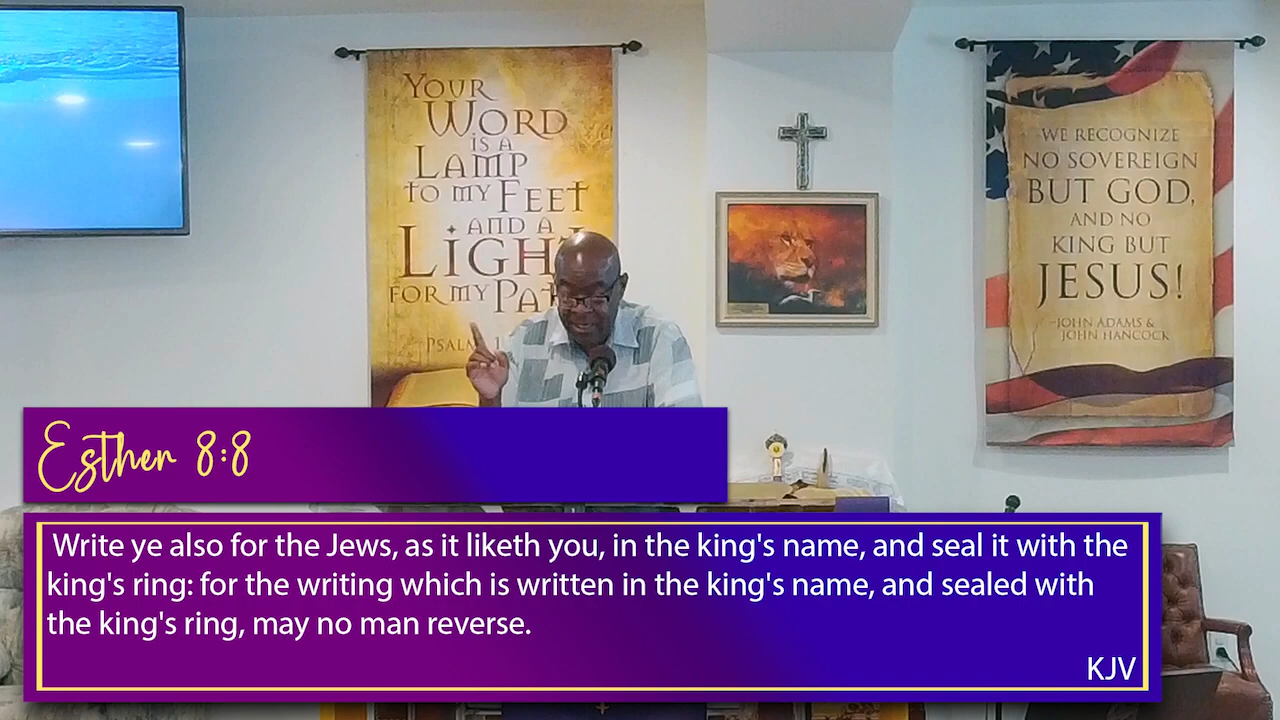 YOUR
WORD
IS A
LAMP
TO MY FEET
AND A
LIGHT
FOR MY PAT
PSALM 1
WE RECOGNIZE
NO SOVEREIGN
BUT GOD,
AND NO
KING BUT
JESUS!
-JOHN ADAMS &
JOHN HANCOCK
Esther 8:8
Write ye also for the Jews, as it liketh you, in the king's name, and seal it with the
king's ring: for the writing which is written in the king's name, and sealed with
the king's ring, may no man reverse.
KJV